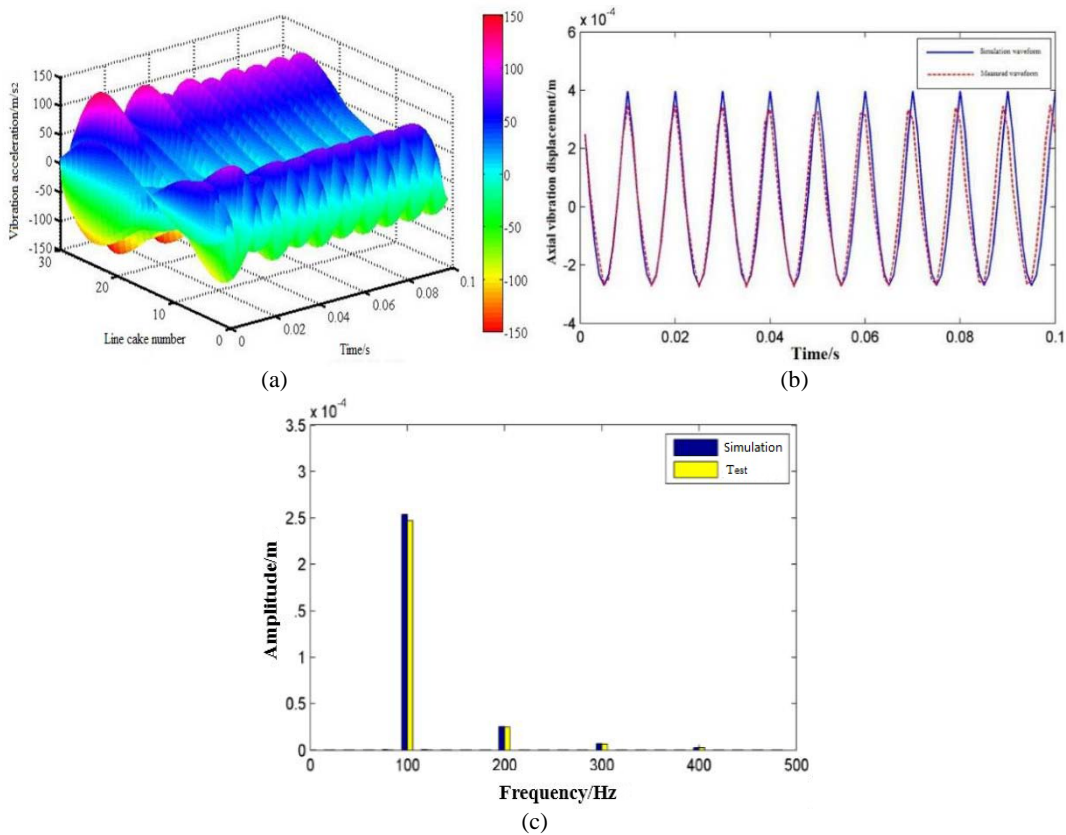 150
100
50
0
-50
-100
-150
Vibration acceleration/m/s2
30
20
10
0
Line cake number
0
0.02
0.04
0.06
0.08
0.1
Time/s
150
100
50
0
-50
-100
-150
(a)
x 10-4
6
4
2
0
-2
-4
Axial vibration displacement/m
Simulation waveform
Meanured waveform
0 0.02 0.04 0.06 0.08 0.1
Time/s
(b)
x 10-4
3.5
3
2.5
2
5
1
0.5
0
Amplitude/m
Simulation
Test
0 100 200 300 400 500
Frequency/Hz
(c)